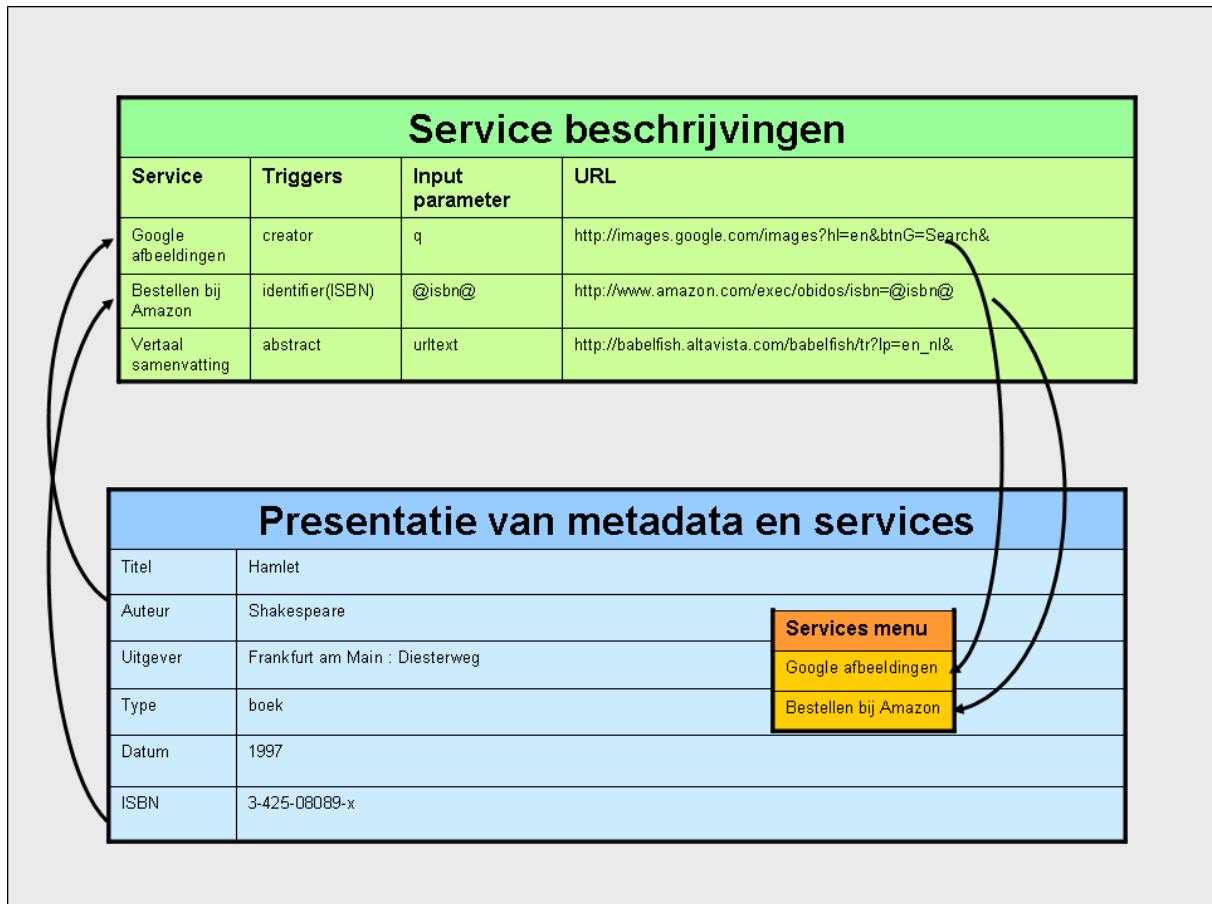 Service beschrijvingen
Service
Triggers
Input
parameter
URL
Google
afbeeldingen
creator
q
http://images.google.com/images?hl=en&btnG=Search&
Bestellen bij
Amazon
identifier(ISBN)
@isbn@
http://www.amazon.com/exec/obidos/isbn=@isbn@
Vertaal
samenvatting
abstract
urltext
http://babelfish.altavista.com/babelfish/tr?lp=en_nl&
Presentatie van metadata en services
Titel
Hamlet
Auteur
Shakespeare
Uitgever
Frankfurt am Main : Diesterweg
Type
boek
Datum
1997
ISBN
3-425-08089-x
Services menu
Google afbeeldingen
Bestellen bij Amazon